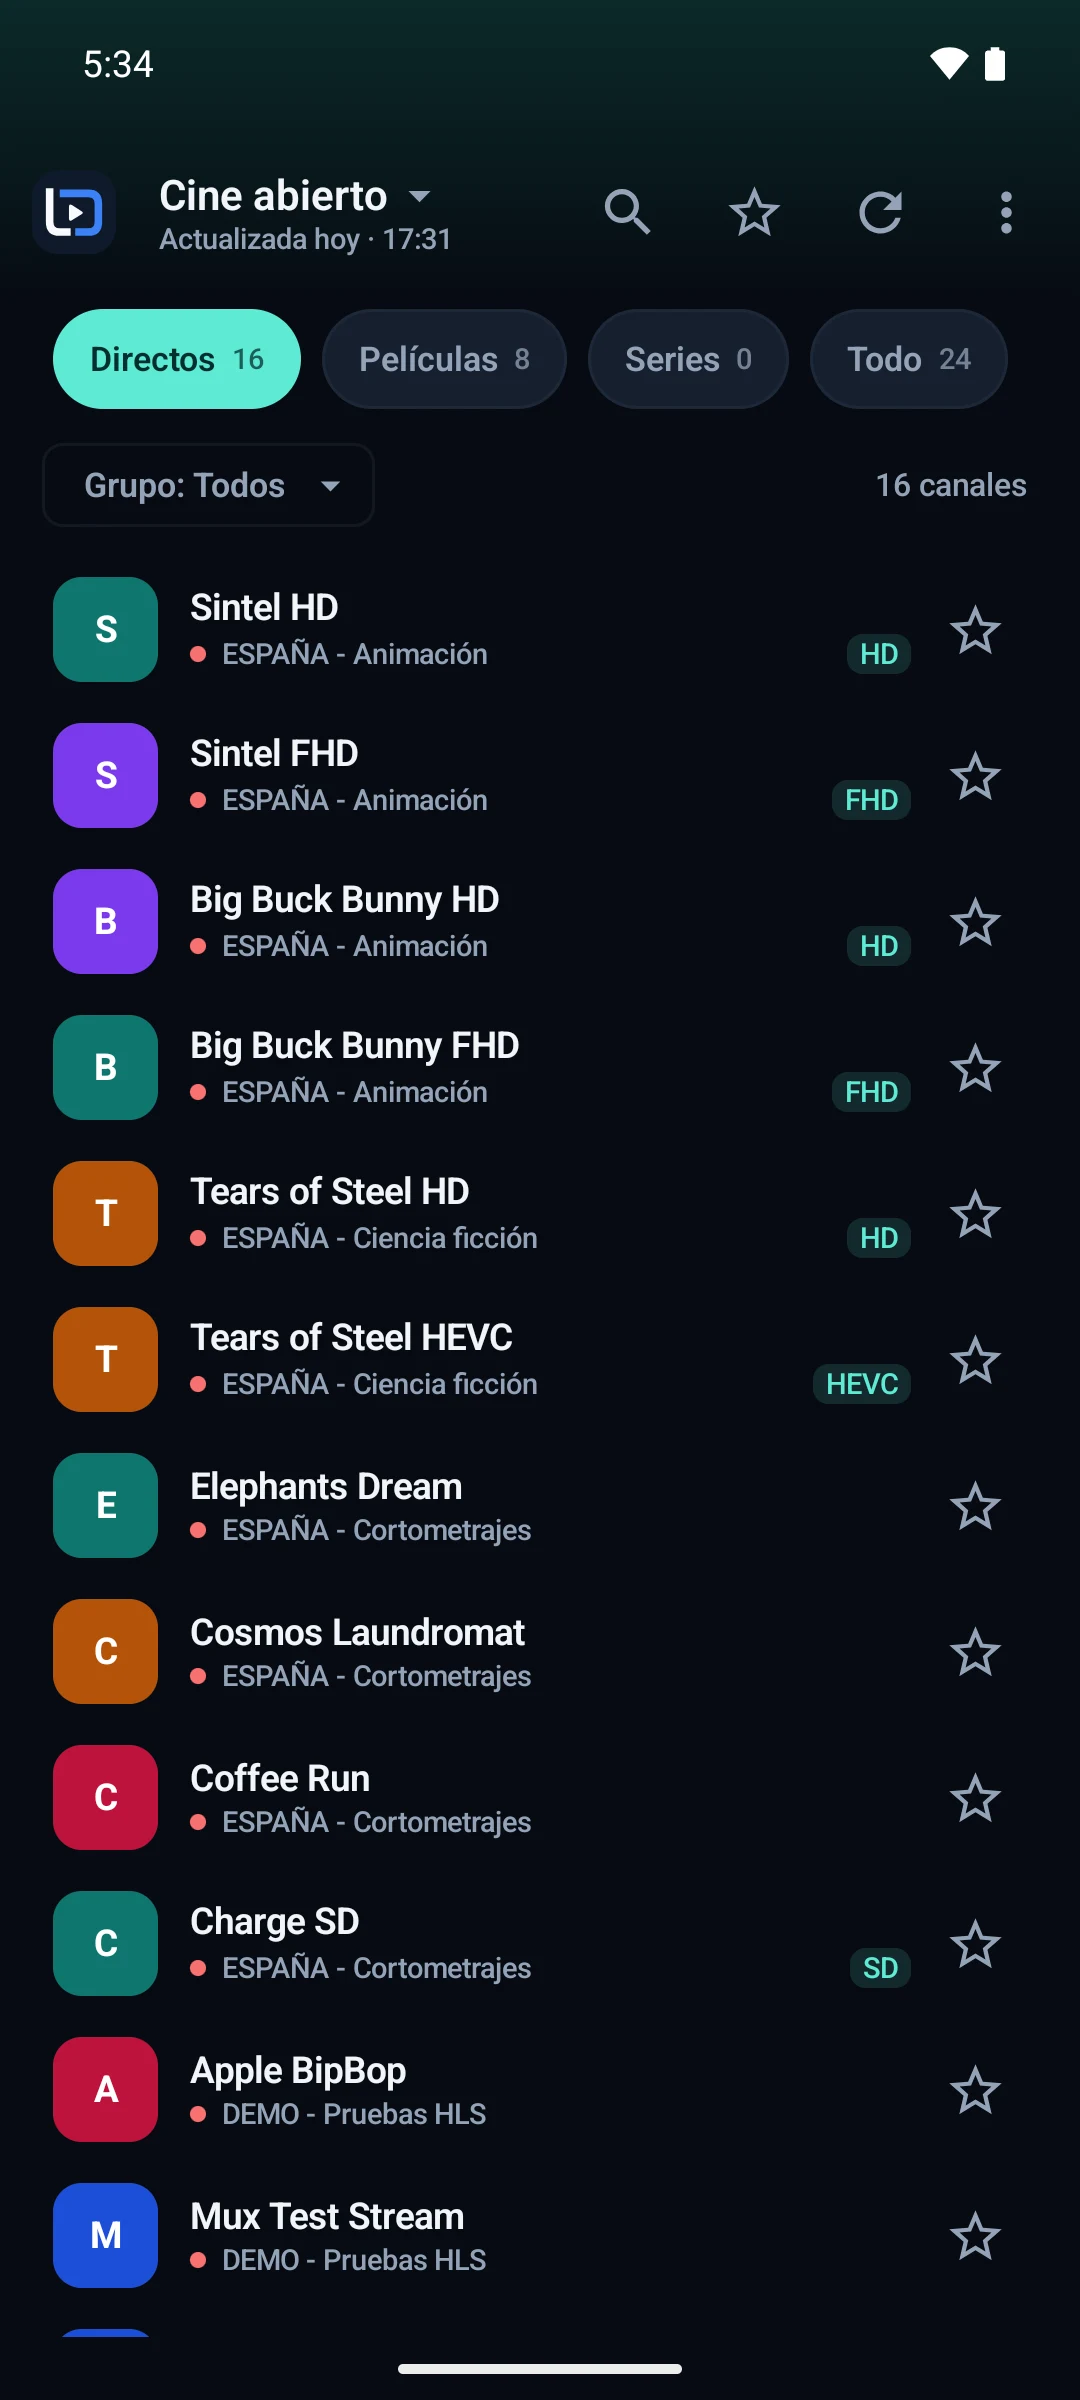 5:34
Cine abierto
Actualizada hoy · 17:31
Directos 16
Películas 8
Series 0
Todo 24
Grupo: Todos
16 canales
S
Sintel HD
ESPAÑA - Animación
HD
S
Sintel FHD
ESPAÑA - Animación
FHD
B
Big Buck Bunny HD
ESPAÑA - Animación
HD
B
Big Buck Bunny FHD
ESPAÑA - Animación
FHD
T
Tears of Steel HD
ESPAÑA - Ciencia ficción
HD
T
Tears of Steel HEVC
ESPAÑA - Ciencia ficción
HEVC
E
Elephants Dream
ESPAÑA - Cortometrajes
C
Cosmos Laundromat
ESPAÑA - Cortometrajes
C
Coffee Run
ESPAÑA - Cortometrajes
C
Charge SD
ESPAÑA - Cortometrajes
SD
A
Apple BipBop
DEMO - Pruebas HLS
M
Mux Test Stream
DEMO - Pruebas HLS